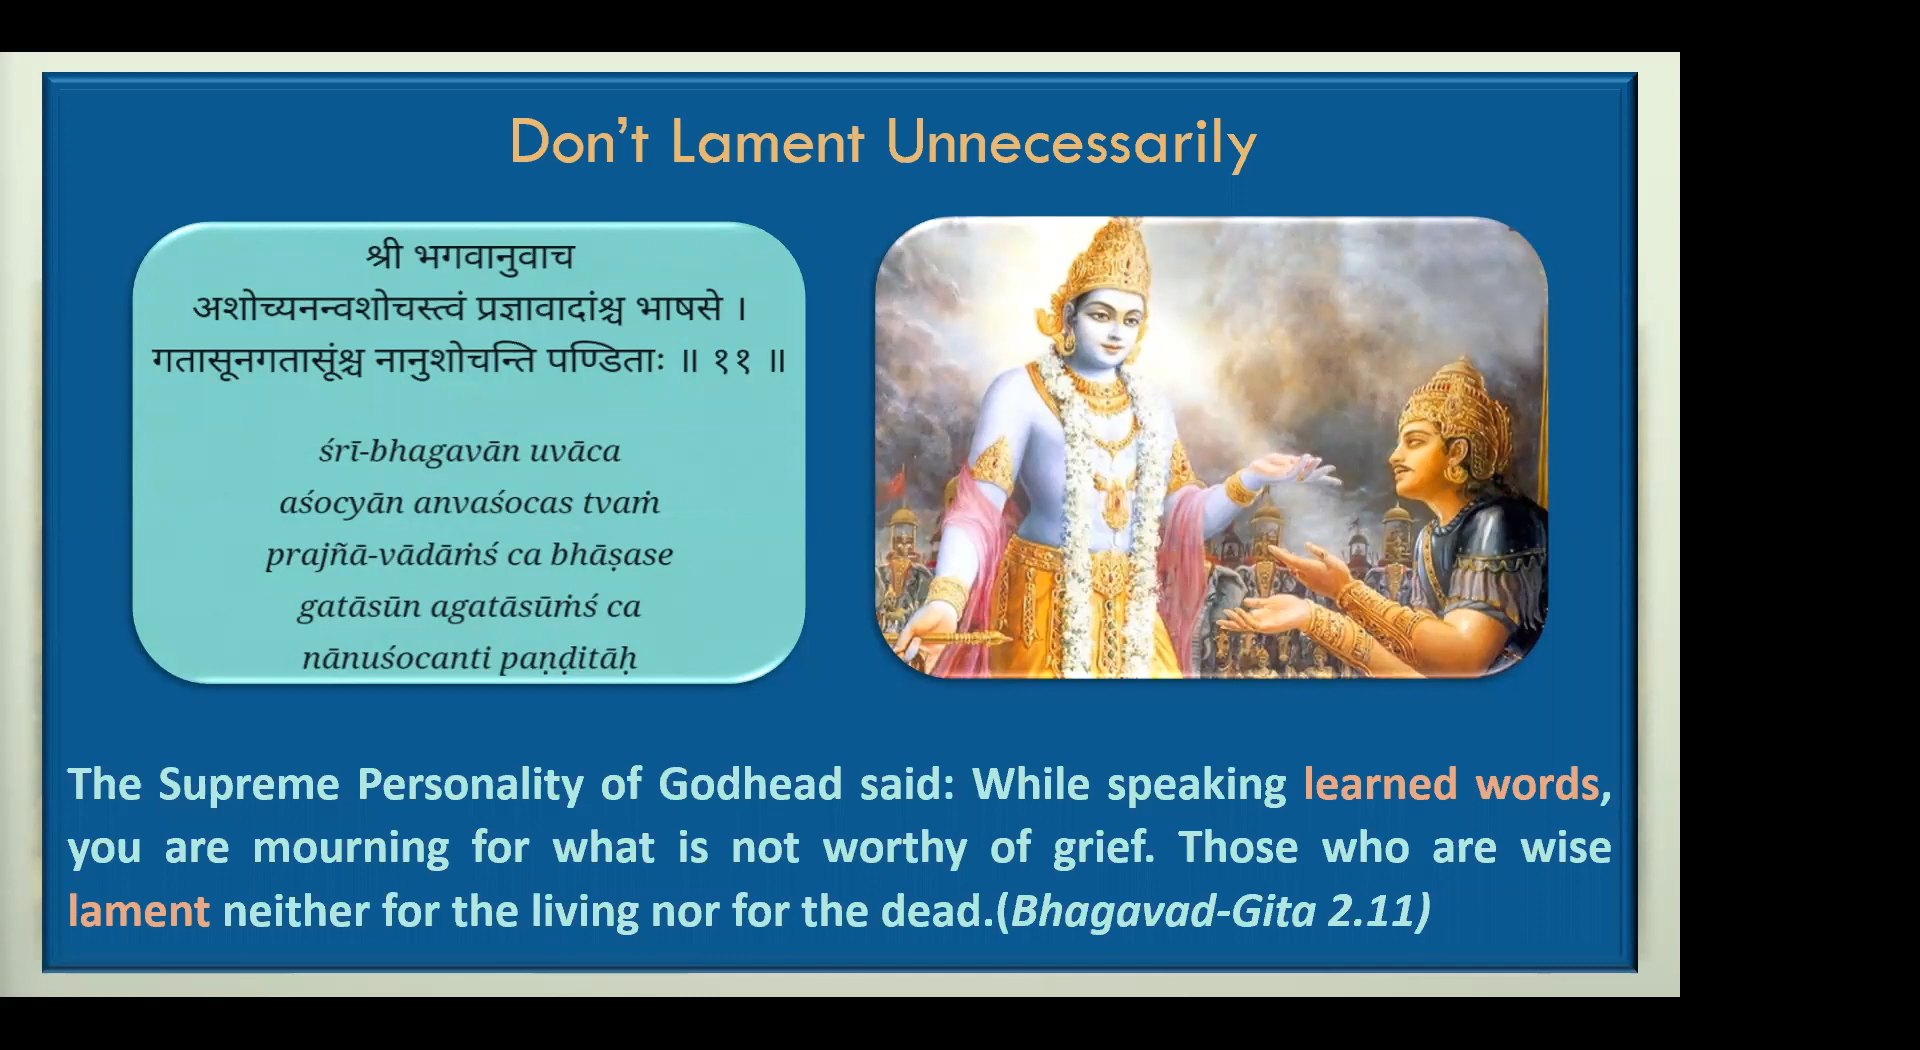 Don’t Lament Unnecessarily
श्री भगवानुवाच
अशोच्यनन्वशोचस्त्वं प्रज्ञावादांश्च भाषसे ।
गतासूनगतासूंश्च नानुशोचन्ति पण्डिताः ॥ ११ ॥
śrī-bhagavān uvāca
aśocyān anvaśocas tvaṁ
prajñā-vādāṁś ca bhāṣase
gatāsūn agatāsūṁś ca
nānuśocanti paṇḍitāḥ
The Supreme Personality of Godhead said: While speaking learned words,
you are mourning for what is not worthy of grief. Those who are wise
lament neither for the living nor for the dead.(Bhagavad-Gita 2.11)